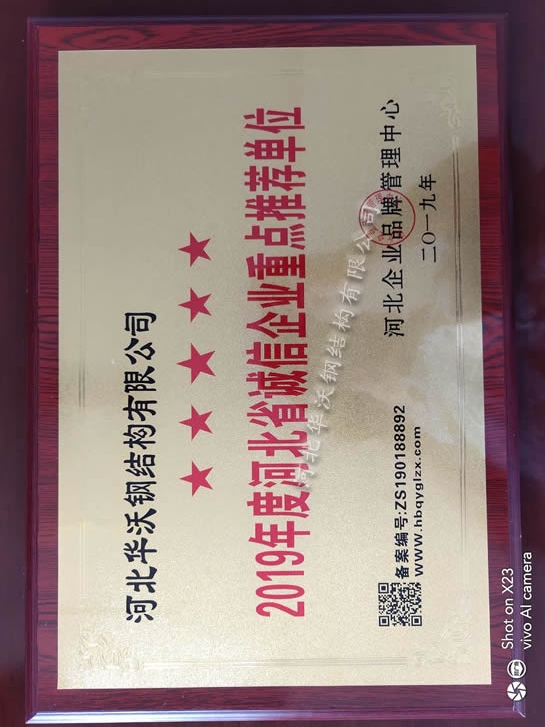 河北华沃钢结构有限公司
★★★★★
2019年度河北省诚信企业重点推荐单位
河北华沃钢结构有限公司
备案编号:ZS190188892
www.hbqyglzx.com
河北企业品牌管理中心
二〇一九年
Shot on X23
vivo AI camera